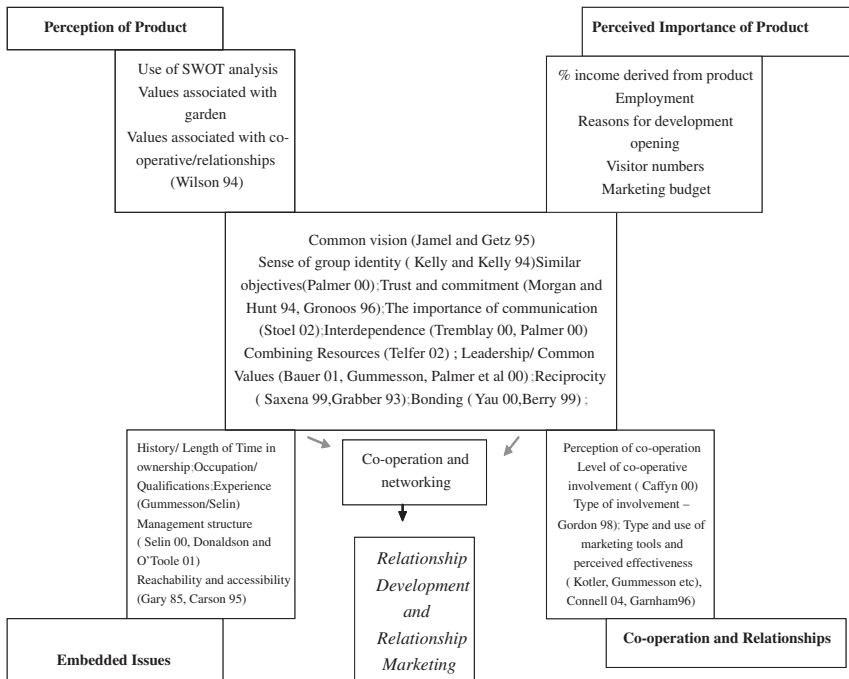 Perception of Product
Perceived Importance of Product
Use of SWOT analysis
Values associated with
garden
Values associated with co-
operative/relationships
(Wilson 94)
% income derived from product
Employment
Reasons for development
opening
Visitor numbers
Marketing budget
Common vision (Jamel and Getz 95)
Sense of group identity ( Kelly and Kelly 94)Similar
objectives(Palmer 00);Trust and commitment (Morgan and
Hunt 94, Gronoos 96);The importance of communication
(Stoel 02);Interdependence (Tremblay 00, Palmer 00)
Combining Resources (Telfer 02) ; Leadership/ Common
Values (Bauer 01, Gummesson, Palmer et al 00);Reciprocity
( Saxena 99,Grabber 93);Bonding ( Yau 00,Berry 99) ;
History/ Length of Time in
ownership;Occupation/
Qualifications;Experience
(Gummesson/Selin)
Management structure
( Selin 00, Donaldson and
O'Toole 01)
Reachability and accessibility
(Gary 85, Carson 95)
Co-operation and
networking
Perception of co-operation
Level of co-operative
involvement ( Caffyn 00)
Type of involvement –
Gordon 98); Type and use of
marketing tools and
perceived effectiveness
( Kotler, Gummesson etc),
Connell 04, Garnham96)
Relationship
Development
and
Relationship
Marketing
Embedded Issues
Co-operation and Relationships